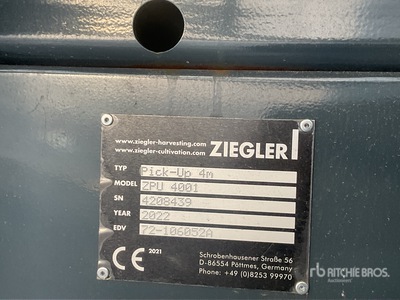 www.ziegler-harvesting.com
www.ziegler-cultivation.com ZIEGLER
TYP Pick-Up 4m
MODEL ZPU 4001
SN 4208439
YEAR 2022
EDV 72-106052A
CE 2021
Schrobenhausener Straße 56
D-86554 Pöttmes, Germany
Phone: +49 (0)8253 99970
rb RITCHIE BROS.
Auctioneers